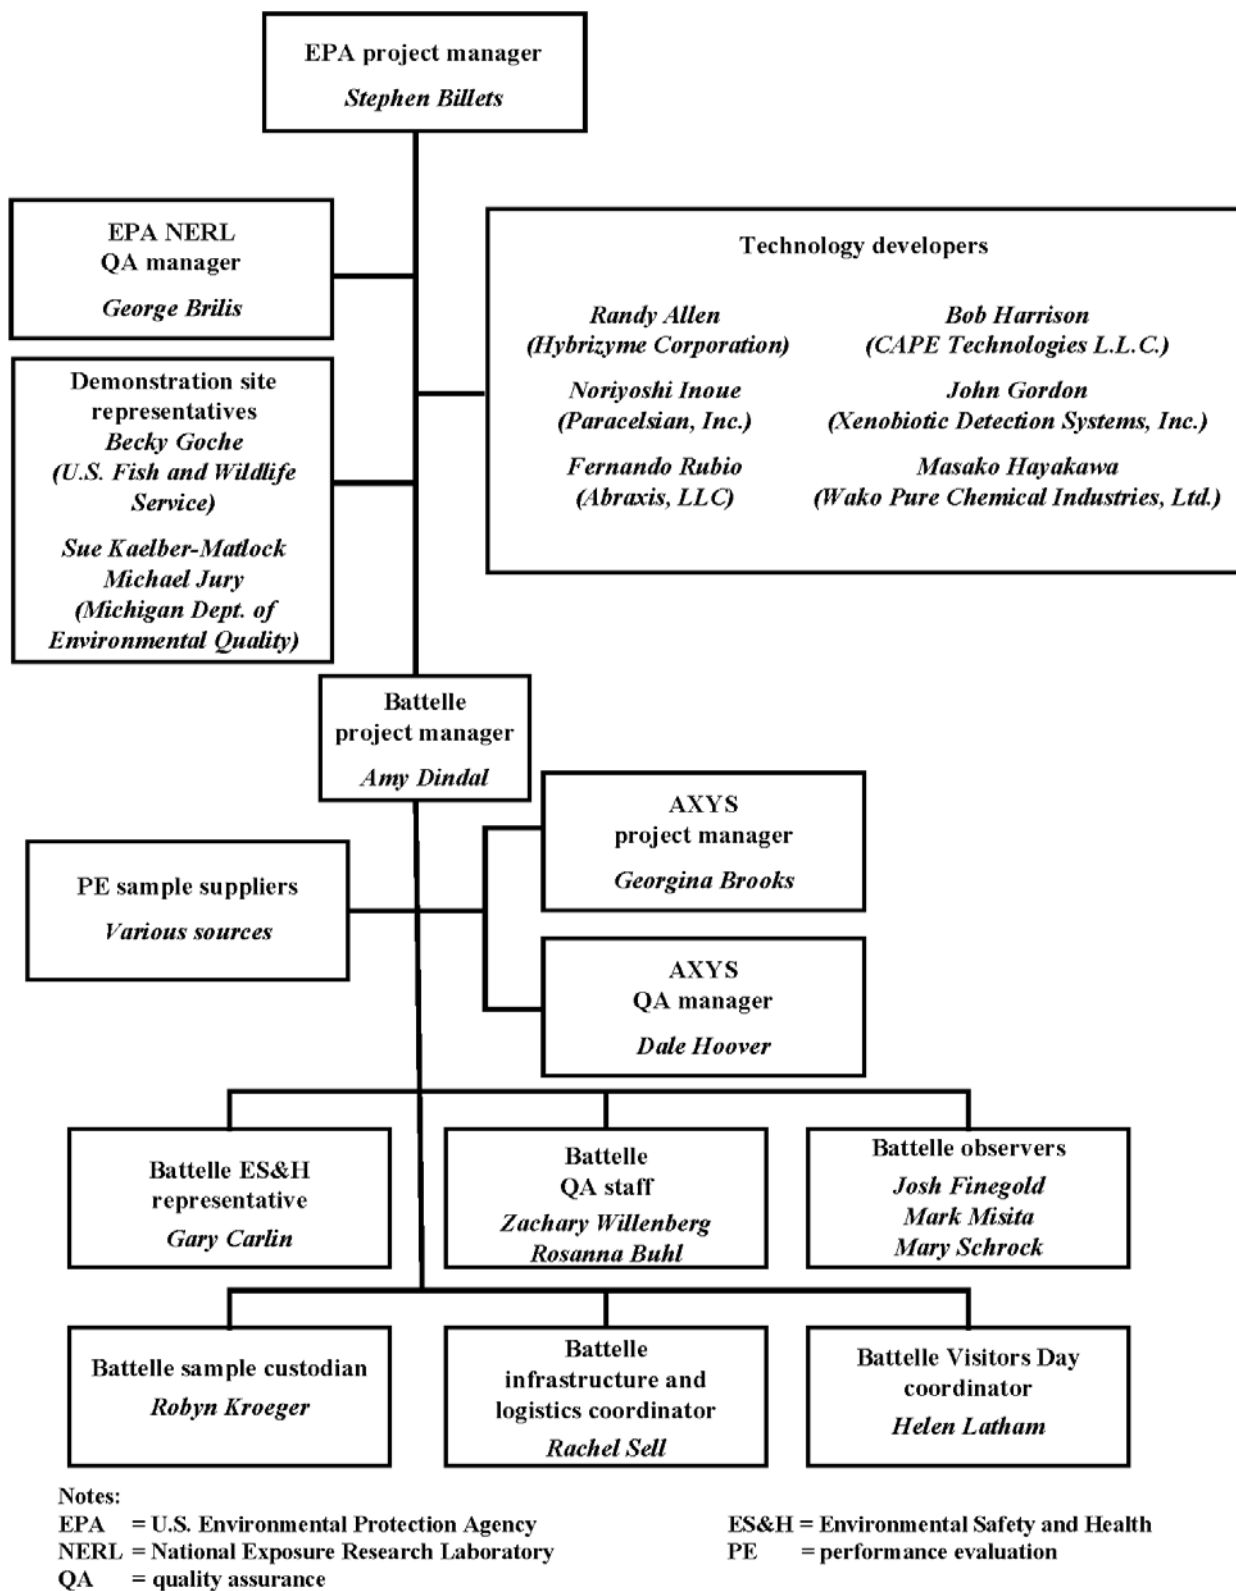 EPA project manager
Stephen Billets
EPA NERL
QA manager
George Brilis
Technology developers
Randy Allen
(Hybrizyme Corporation)
Bob Harrison
(CAPE Technologies L.L.C.)
Noriyoshi Inoue
(Paracelsian, Inc.)
John Gordon
(Xenobiotic Detection Systems, Inc.)
Fernando Rubio
(Abraxis, LLC)
Masako Hayakawa
(Wako Pure Chemical Industries, Ltd.)
Demonstration site
representatives
Becky Goche
(U.S. Fish and Wildlife
Service)
Sue Kaelber-Matlock
Michael Jury
(Michigan Dept. of
Environmental Quality)
Battelle
project manager
Amy Dindal
AXYS
project manager
Georgina Brooks
PE sample suppliers
Various sources
AXYS
QA manager
Dale Hoover
Battelle ES&H
representative
Gary Carlin
Battelle
QA staff
Zachary Willenberg
Rosanna Buhl
Battelle observers
Josh Finegold
Mark Misita
Mary Schrock
Battelle sample custodian
Robyn Kroeger
Battelle
infrastructure and
logistics coordinator
Rachel Sell
Battelle Visitors Day
coordinator
Helen Latham
Notes:
EPA = U.S. Environmental Protection Agency
NERL = National Exposure Research Laboratory
QA = quality assurance
ES&H = Environmental Safety and Health
PE = performance evaluation